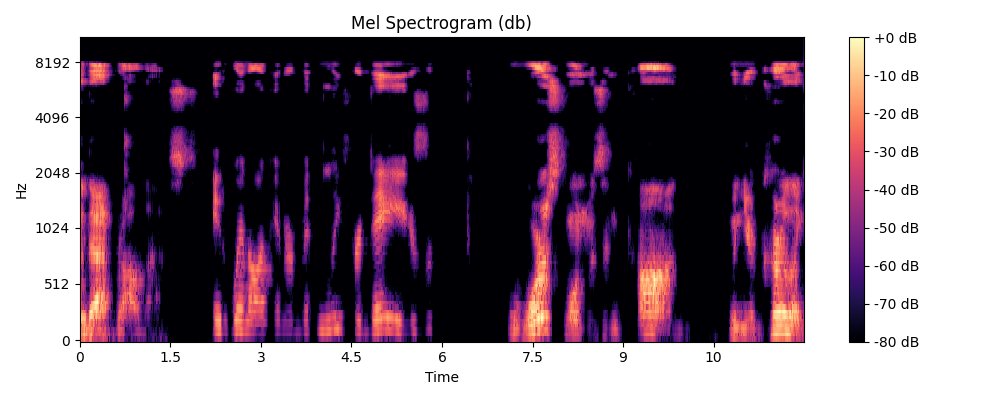 Mel Spectrogram (db)
Hz
8192
4096
2048
1024
512
0
0 1.5 3 4.5 6 7.5 9 10
Time
+0 dB
-10 dB
-20 dB
-30 dB
-40 dB
-50 dB
-60 dB
-70 dB
-80 dB